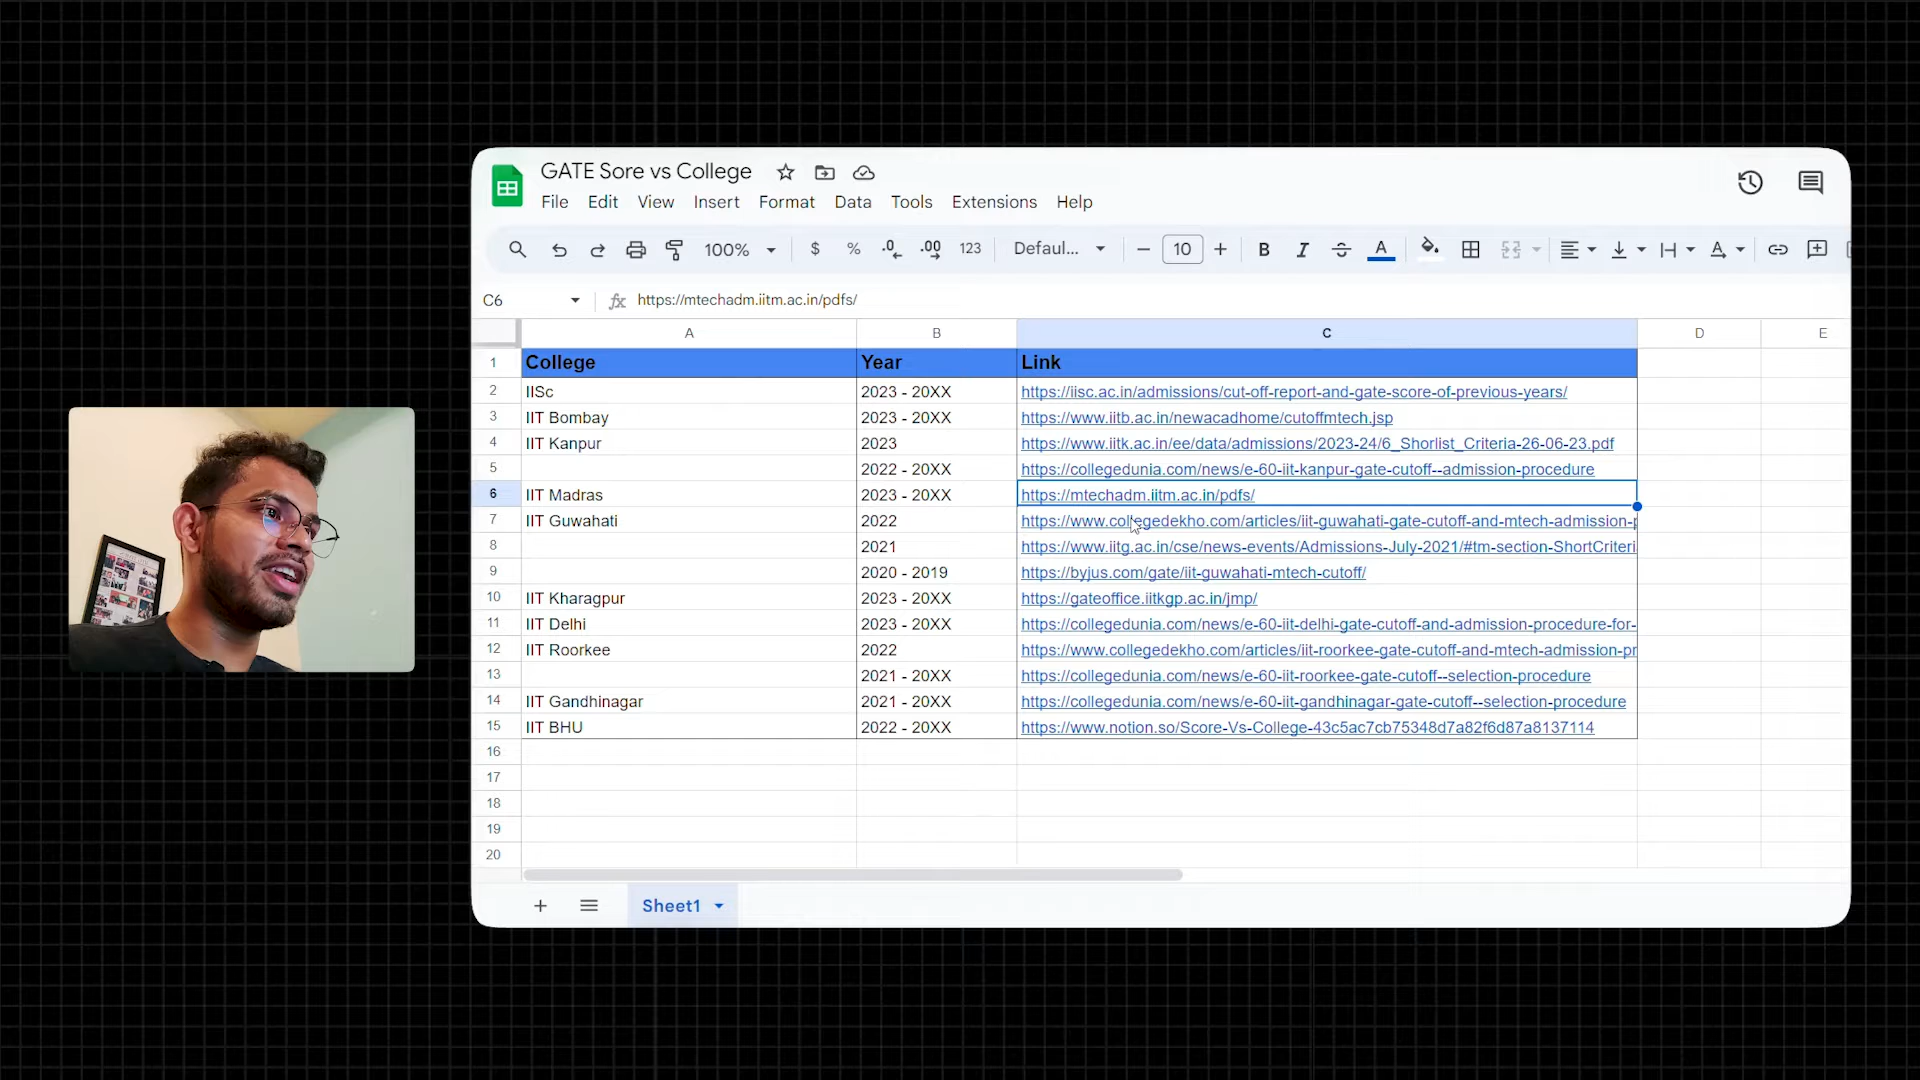 GATE Sore vs College
File Edit View Insert Format Data Tools Extensions Help
100% $ % .0 .00 123 Defaul... 10 B I A A
C6 fx https://mtechadm.iitm.ac.in/pdfs/
A B C D E
1 College Year Link
2 IISc 2023 - 20XX https://iisc.ac.in/admissions/cut-off-report-and-gate-score-of-previous-years/
3 IIT Bombay 2023 - 20XX https://www.iitb.ac.in/newacadhome/cutoffmtech.jsp
4 IIT Kanpur 2023 https://www.iitk.ac.in/ee/data/admissions/2023-24/6_Shorlist_Criteria-26-06-23.pdf
5 2022 - 20XX https://collegedunia.com/news/e-60-iit-kanpur-gate-cutoff--admission-procedure
6 IIT Madras 2023 - 20XX https://mtechadm.iitm.ac.in/pdfs/
7 IIT Guwahati 2022 https://www.collegedekho.com/articles/iit-guwahati-gate-cutoff-and-mtech-admission-p
8 2021 https://www.iitg.ac.in/cse/news-events/Admissions-July-2021/#tm-section-ShortCriteri
9 2020 - 2019 https://byjus.com/gate/iit-guwahati-mtech-cutoff/
10 IIT Kharagpur 2023 - 20XX https://gateoffice.iitkgp.ac.in/jmp/
11 IIT Delhi 2023 - 20XX https://collegedunia.com/news/e-60-iit-delhi-gate-cutoff-and-admission-procedure-for-
12 IIT Roorkee 2022 https://www.collegedekho.com/articles/iit-roorkee-gate-cutoff-and-mtech-admission-pr
13 2021 - 20XX https://collegedunia.com/news/e-60-iit-roorkee-gate-cutoff--selection-procedure
14 IIT Gandhinagar 2021 - 20XX https://collegedunia.com/news/e-60-iit-gandhinagar-gate-cutoff--selection-procedure
15 IIT BHU 2022 - 20XX https://www.notion.so/Score-Vs-College-43c5ac7cb75348d7a82f6d87a8137114
16
17
18
19
20
Sheet1